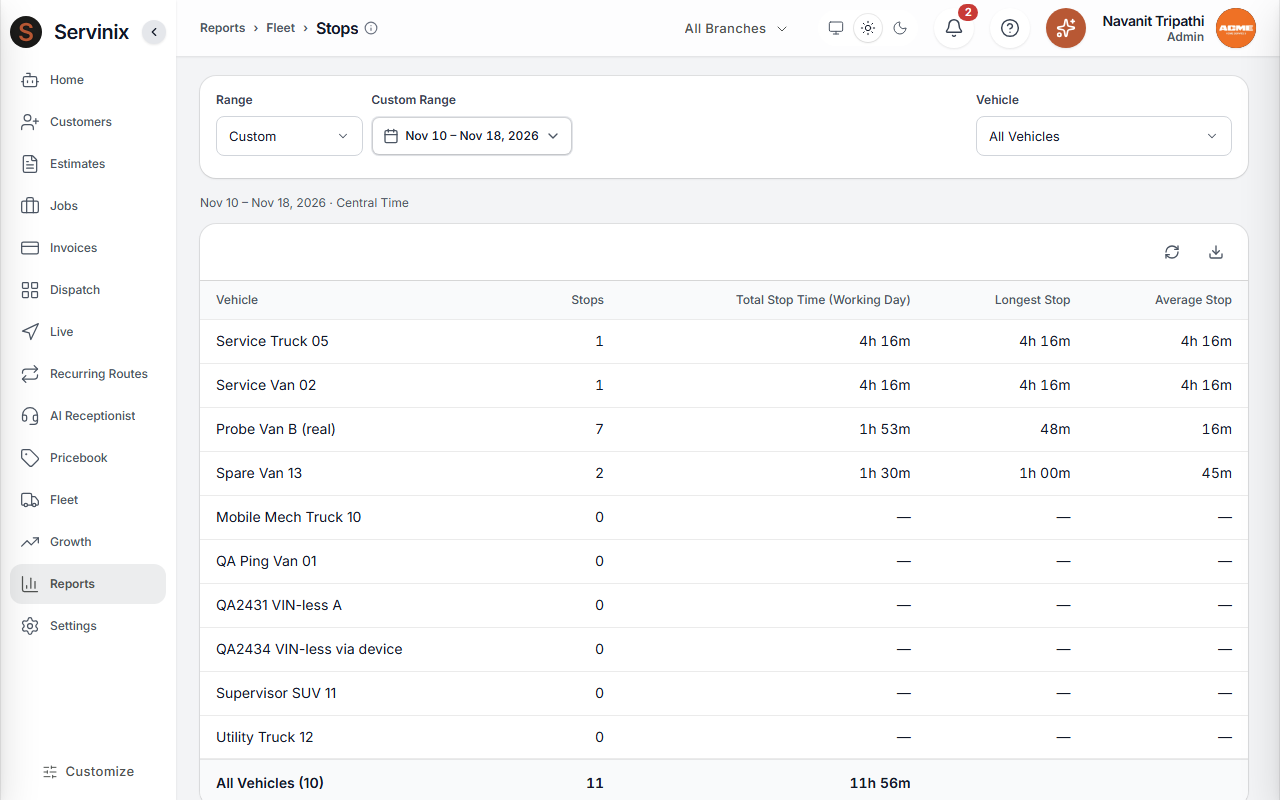 S Servinix
Reports › Fleet › Stops
All Branches
2
Navanit Tripathi
Admin
ACME
Home
Customers
Estimates
Jobs
Invoices
Dispatch
Live
Recurring Routes
AI Receptionist
Pricebook
Fleet
Growth
Reports
Settings
Customize
Range Custom Range Vehicle
Custom Nov 10 – Nov 18, 2026 All Vehicles
Nov 10 – Nov 18, 2026 · Central Time
Vehicle Stops Total Stop Time (Working Day) Longest Stop Average Stop
Service Truck 05 1 4h 16m 4h 16m 4h 16m
Service Van 02 1 4h 16m 4h 16m 4h 16m
Probe Van B (real) 7 1h 53m 48m 16m
Spare Van 13 2 1h 30m 1h 00m 45m
Mobile Mech Truck 10 0 — — —
QA Ping Van 01 0 — — —
QA2431 VIN-less A 0 — — —
QA2434 VIN-less via device 0 — — —
Supervisor SUV 11 0 — — —
Utility Truck 12 0 — — —
All Vehicles (10) 11 11h 56m